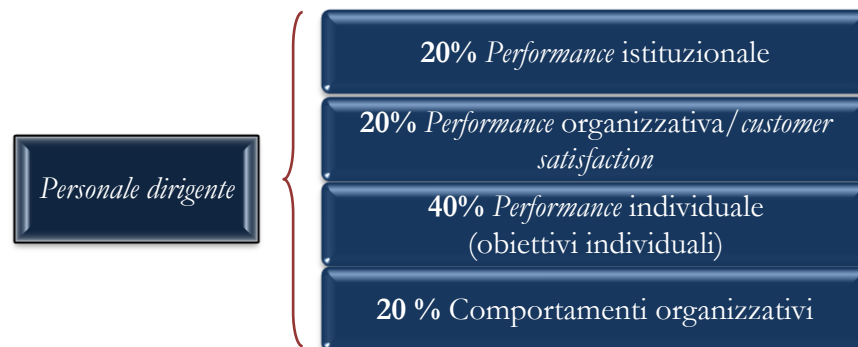 Personale dirigente
20% Performance istituzionale
20% Performance organizzativa/customer
satisfaction
40% Performance individuale
(obiettivi individuali)
20 % Comportamenti organizzativi